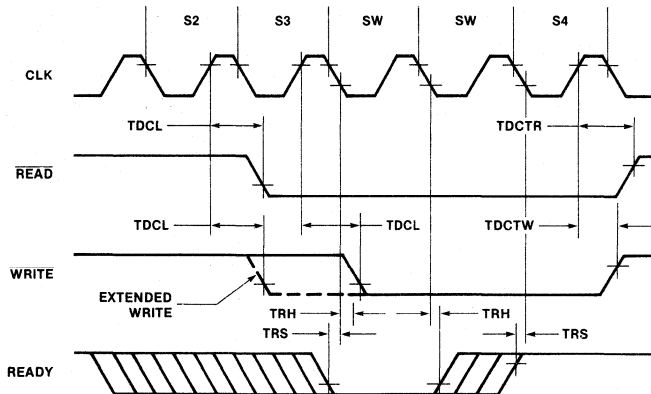 S2 S3 SW SW S4
CLK
TDCL TDCTR
READ
TDCL TDCL TDCTW
WRITE
EXTENDED
WRITE
TRH TRH
TRS TRS
READY